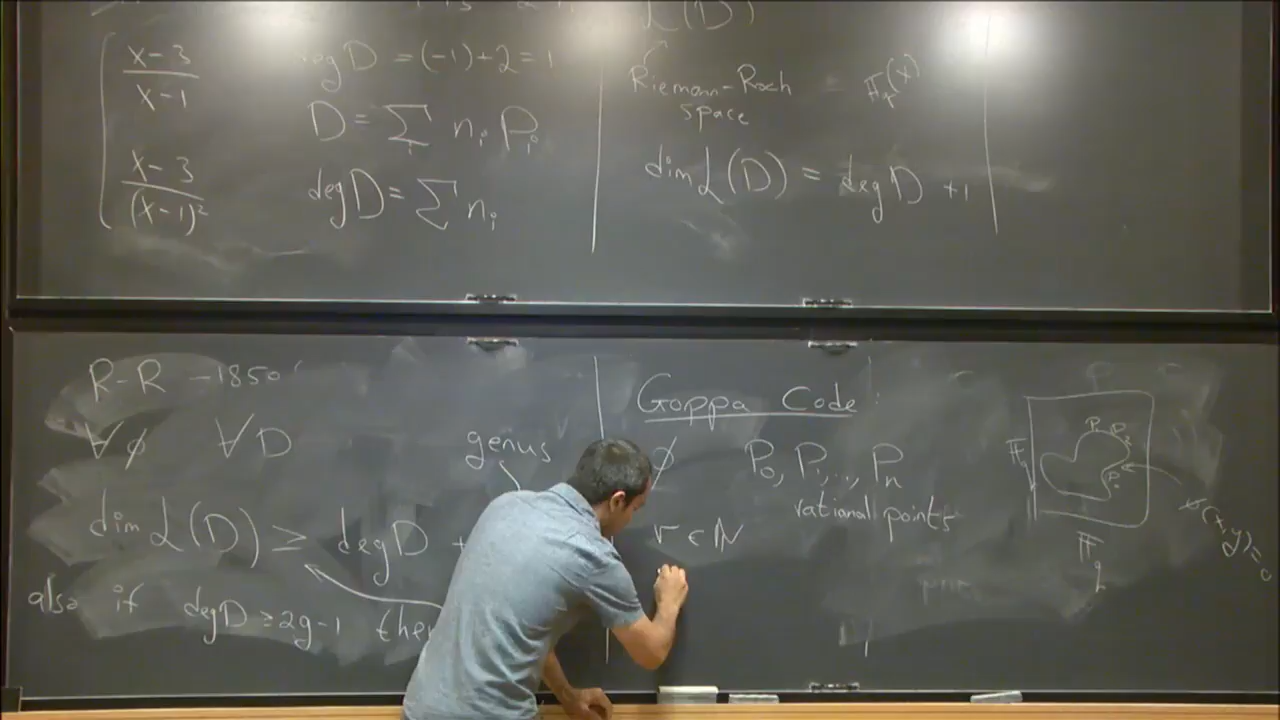 L(D)
x-3
x-1
x-3
(x-1)²
deg D = (-1)+2 = 1
D = Σ nᵢ Pᵢ
i
deg D = Σ nᵢ
Riemann-Roch
space
𝔽q(x)
dim L(D) = deg D + 1
R-R - 1850'
∀φ ∀D
genus
dim L(D) ≥ deg D +
also if deg D ≥ 2g-1 then
Goppa Code:
φ P₀, P₁, .., Pₙ
rational points
r ∈ ℕ
𝔽q
𝔽q
φ(x,y)=0